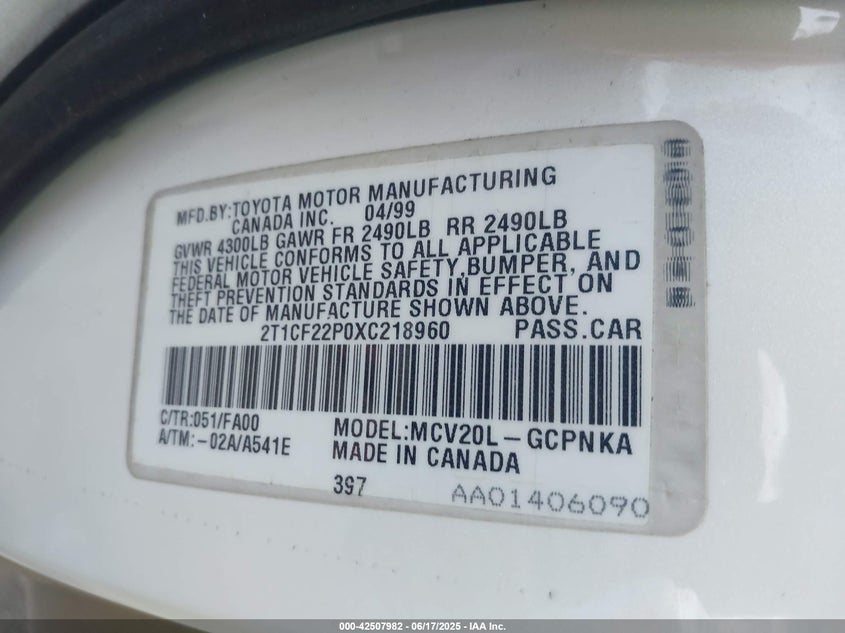 MFD.BY:TOYOTA MOTOR MANUFACTURING
CANADA INC. 04/99
GVWR 4300LB GAWR FR 2490LB RR 2490LB
THIS VEHICLE CONFORMS TO ALL APPLICABLE
FEDERAL MOTOR VEHICLE SAFETY,BUMPER, AND
THEFT PREVENTION STANDARDS IN EFFECT ON
THE DATE OF MANUFACTURE SHOWN ABOVE.
2T1CF22P0XC218960 PASS.CAR
C/TR:051/FA00
A/TM:-02A/A541E
MODEL:MCV20L-GCPNKA
MADE IN CANADA
397
AA01406090
000-42507982 - 06/17/2025 - IAA Inc.